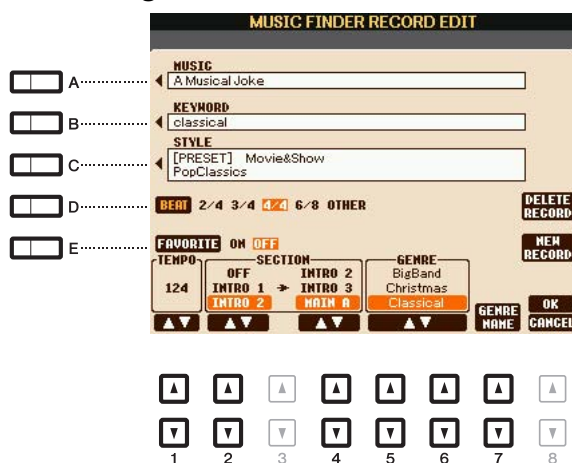 MUSIC FINDER RECORD EDIT
MUSIC
A Musical Joke
KEYWORD
classical
STYLE
[PRESET] Movie&Show
PopClassics
BEAT 2/4 3/4 4/4 6/8 OTHER
DELETE
RECORD
FAVORITE ON OFF
NEW
RECORD
TEMPO SECTION GENRE
OFF INTRO 2 BigBand
124 INTRO 1 INTRO 3 Christmas
INTRO 2 MAIN A Classical
GENRE
NAME
OK
CANCEL
A
B
C
D
E
1 2 3 4 5 6 7 8